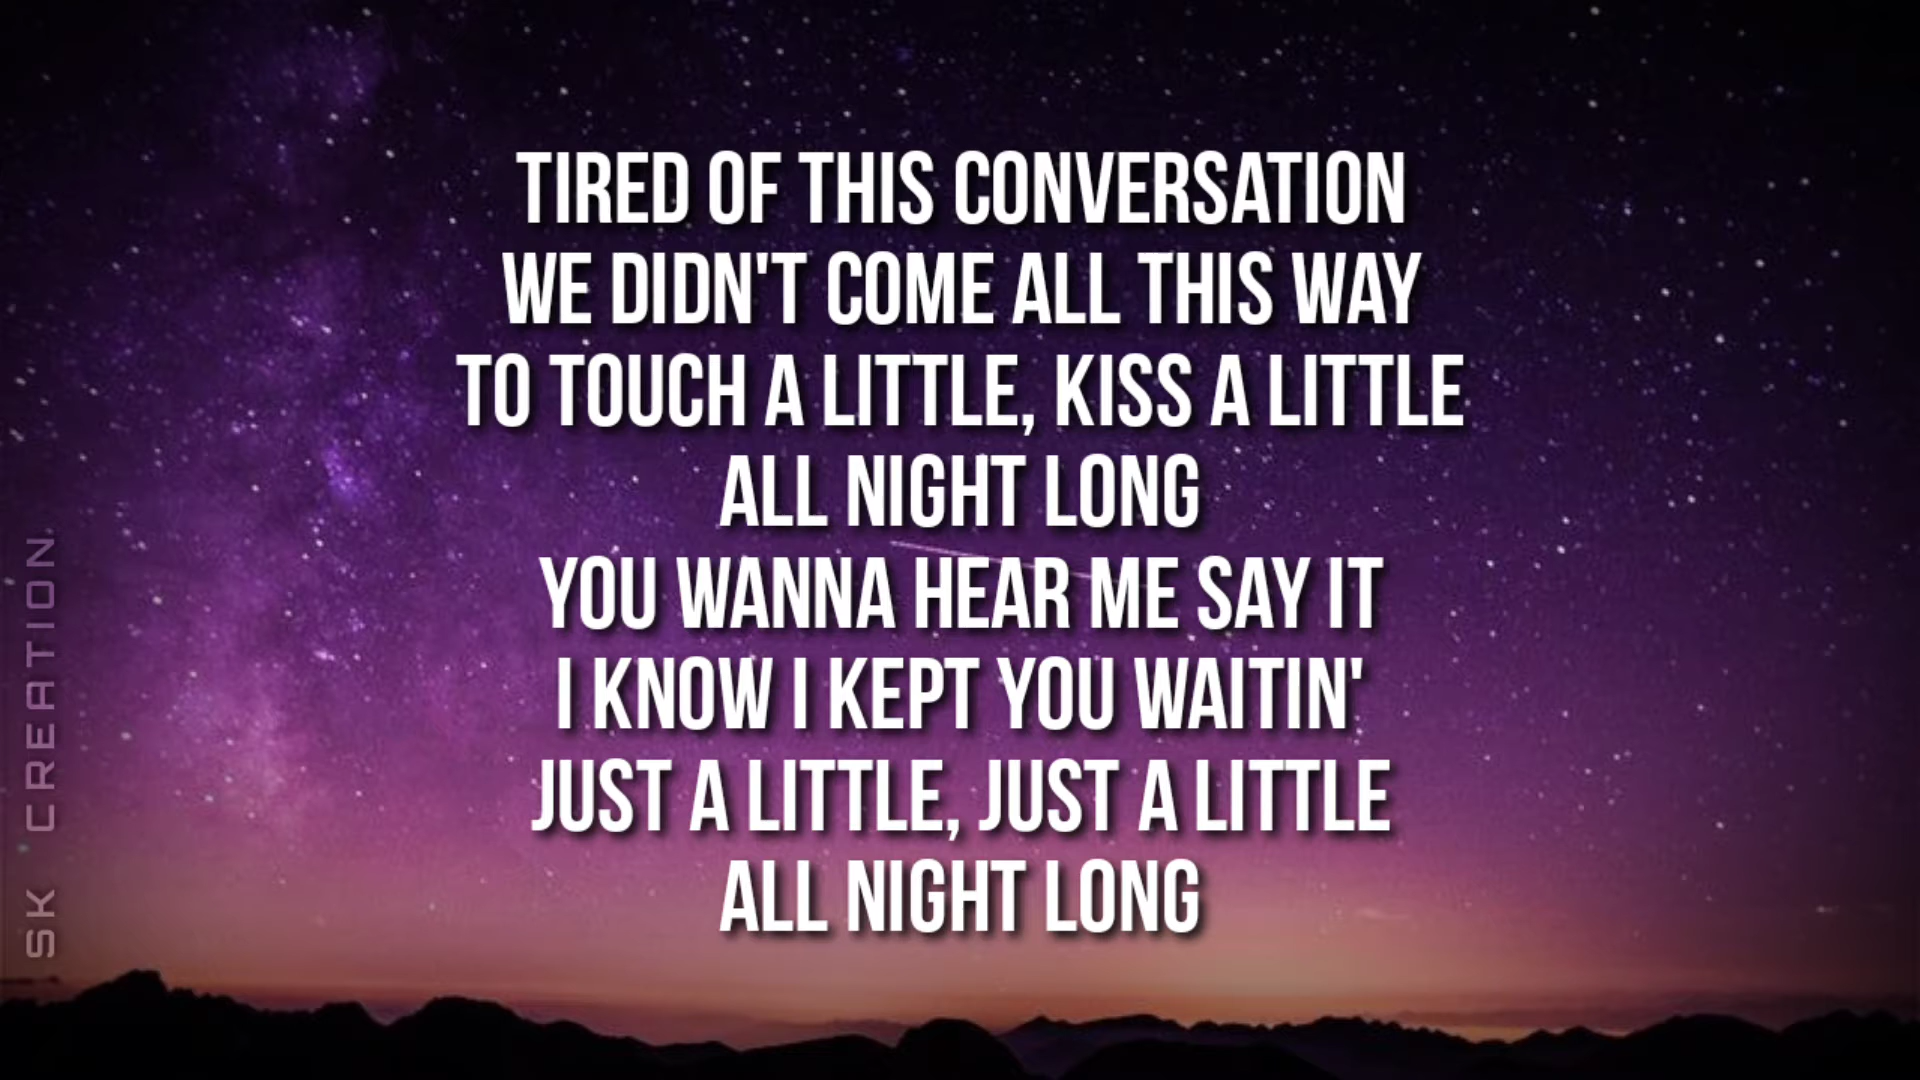 TIRED OF THIS CONVERSATION
WE DIDN'T COME ALL THIS WAY
TO TOUCH A LITTLE, KISS A LITTLE
ALL NIGHT LONG
YOU WANNA HEAR ME SAY IT
I KNOW I KEPT YOU WAITIN'
JUST A LITTLE, JUST A LITTLE
ALL NIGHT LONG
SK CREATION